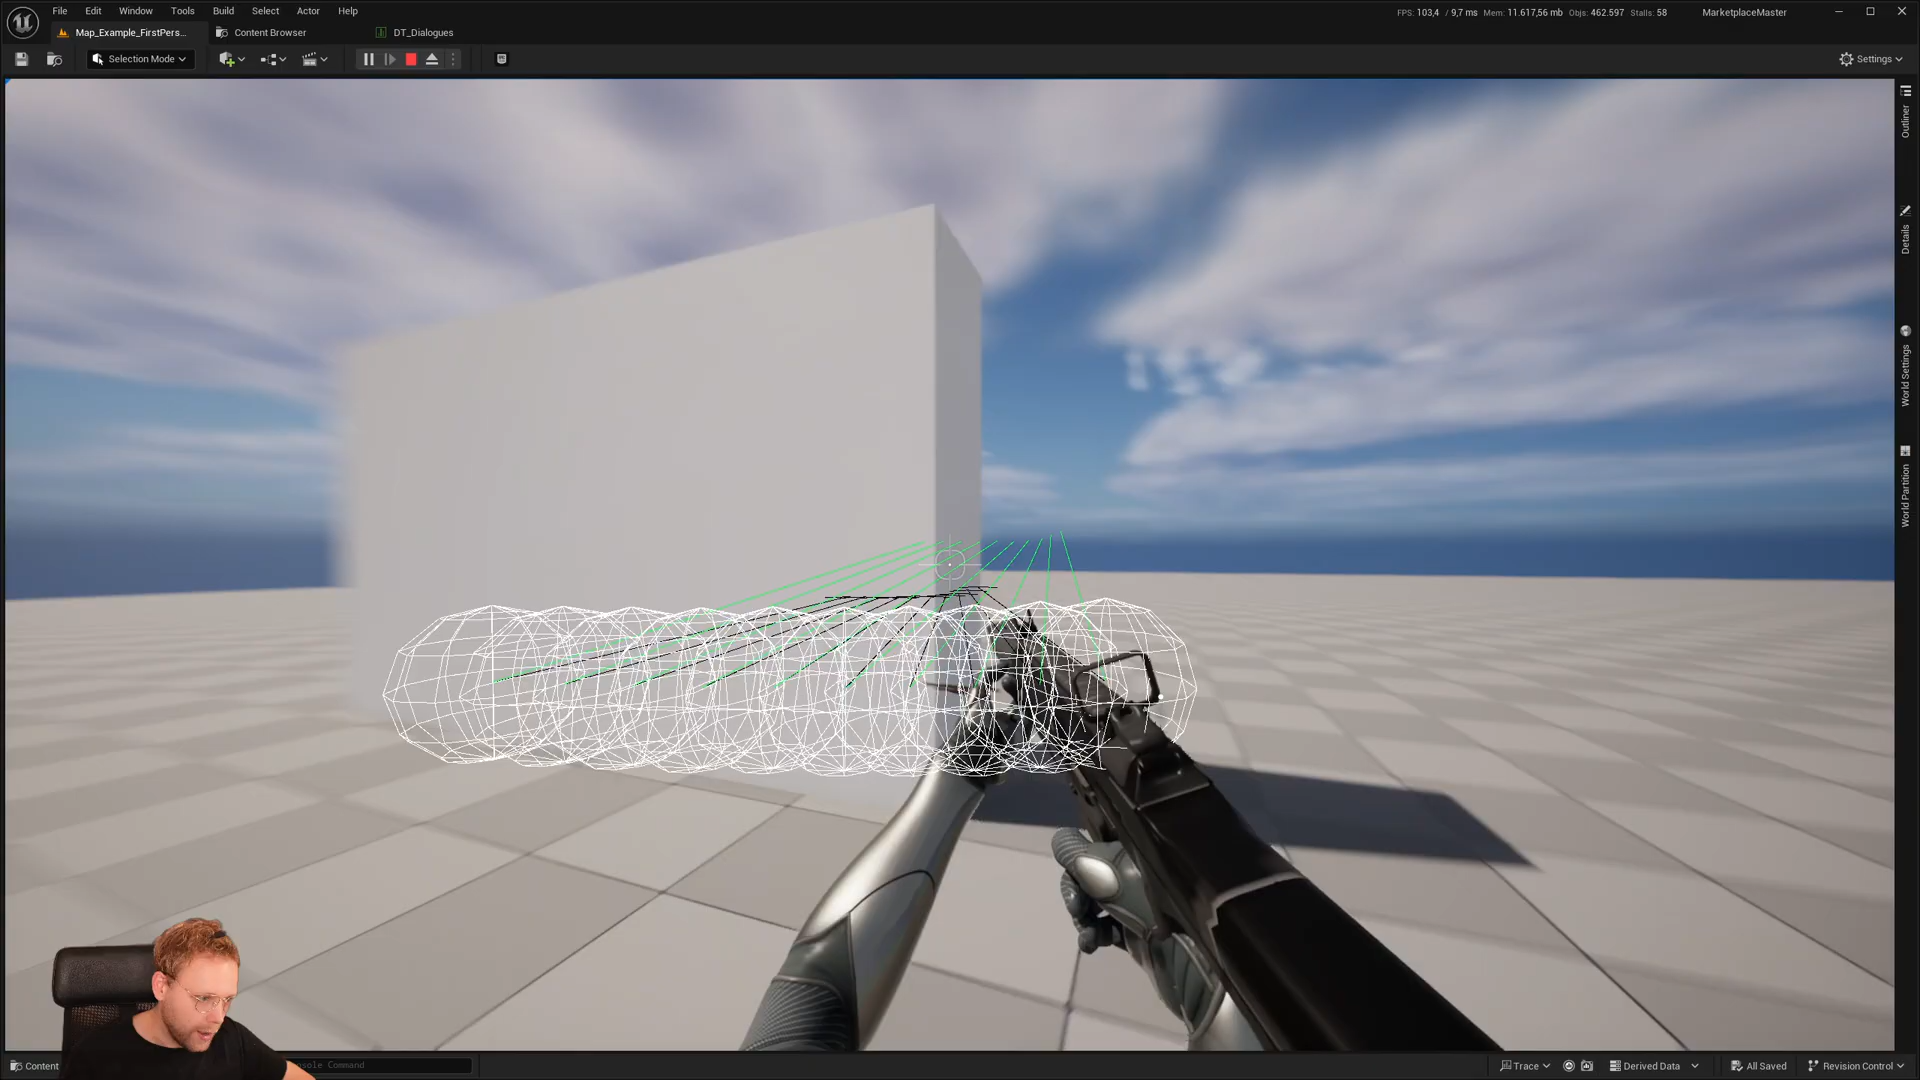 File Edit Window Tools Build Select Actor Help
FPS: 103,4 / 9,7 ms Mem: 11.617,56 mb Objs: 462.597 Stalls: 58 MarketplaceMaster
Map_Example_FirstPers... Content Browser DT_Dialogues
Selection Mode Settings
Outliner
Details
World Settings
World Partition
Content Console Command Trace Derived Data All Saved Revision Control